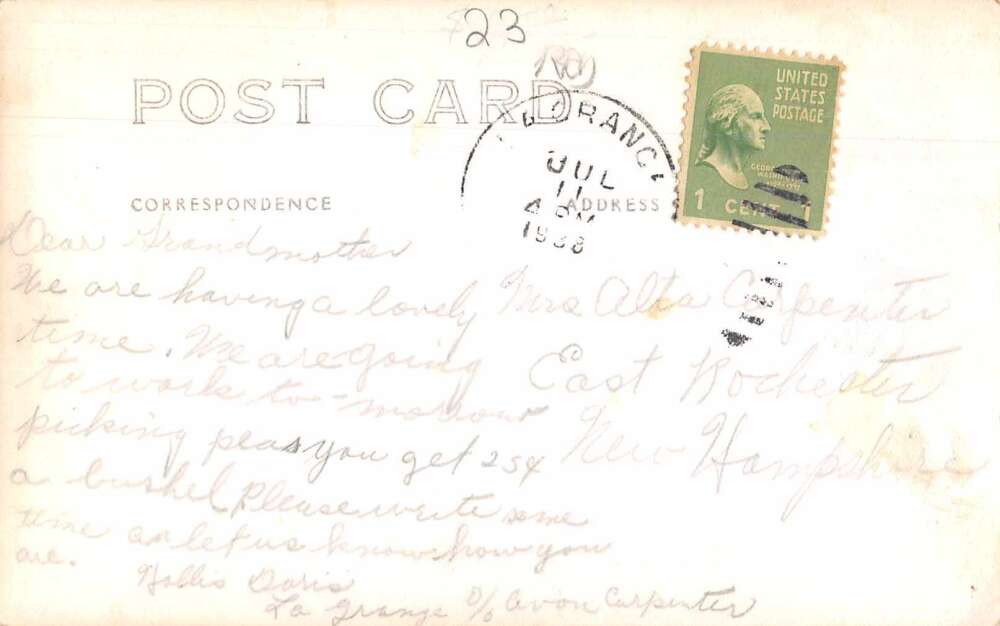 23
POST CARD
UNITED
STATES
POSTAGE
GEORGE
1 CENT 1
JUL
11
4 PM
1938
CORRESPONDENCE
ADDRESS
Dear Grandmother
We are having a lovely
time. We are going
to work to-morrow
picking peas you get 25¢
a bushel Please write some
time an let us know how you
are.
Hollis Doris
La Grange c/o Avon Carpenter
Mrs Alta Carpenter
East Rochester
New Hampshire